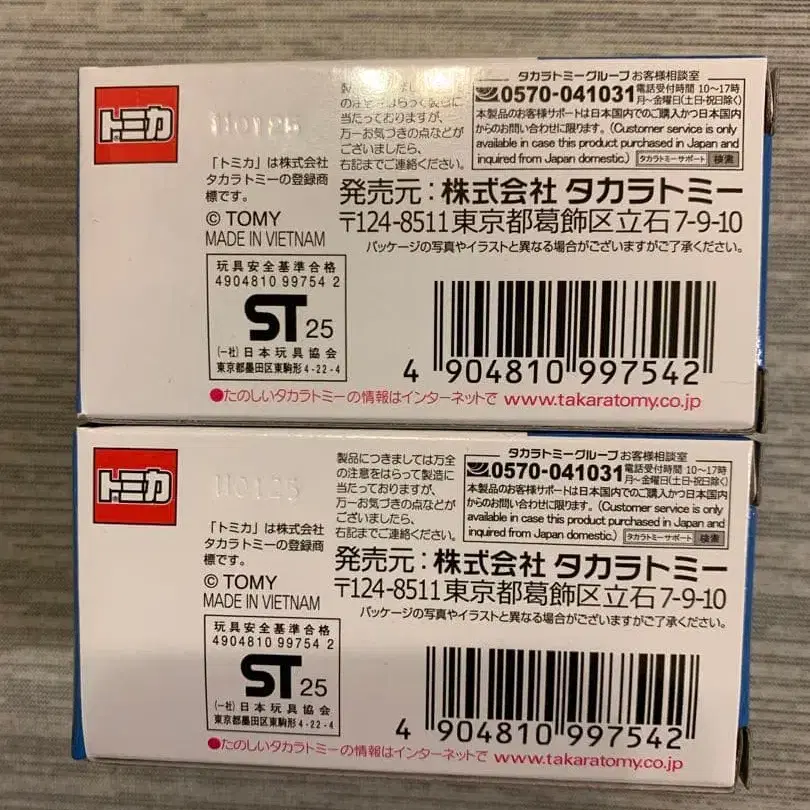 トミカ
110125
製品
の注意をはらって製造に
当たっておりますが、
万一お気づきの点などが
ございましたら、
右記までご連絡ください。
タカラトミーグループ お客様相談室
0570-041031 電話受付時間 10～17時
月～金曜日(土・日・祝日除く)
本製品のお客様サポートは日本国内でのご購入かつ日本国内
からのお問い合わせに限ります。(Customer service is only
available in case this product purchased in Japan and
inquired from Japan domestic.) タカラトミーサポート 検索
「トミカ」は株式会社
タカラトミーの登録商
標です。
© TOMY
MADE IN VIETNAM
発売元：株式会社 タカラトミー
〒124-8511 東京都葛飾区立石7-9-10
パッケージの写真やイラストと異なる場合がございますがご了承ください。
玩具安全基準合格
4904810 99754 2
ST 25
(一社)日本玩具協会
東京都墨田区東駒形4-22-4
4 904810 997542
●たのしいタカラトミーの情報はインターネットで www.takaratomy.co.jp
トミカ
110125
製品につきましては万全
の注意をはらって製造に
当たっておりますが、
万一お気づきの点などが
ございましたら、
右記までご連絡ください。
タカラトミーグループ お客様相談室
0570-041031 電話受付時間 10～17時
月～金曜日(土・日・祝日除く)
本製品のお客様サポートは日本国内でのご購入かつ日本国内
からのお問い合わせに限ります。(Customer service is only
available in case this product purchased in Japan and
inquired from Japan domestic.) タカラトミーサポート 検索
「トミカ」は株式会社
タカラトミーの登録商
標です。
© TOMY
MADE IN VIETNAM
発売元：株式会社 タカラトミー
〒124-8511 東京都葛飾区立石7-9-10
パッケージの写真やイラストと異なる場合がございますがご了承ください。
玩具安全基準合格
4904810 99754 2
ST 25
(一社)日本玩具協会
東京都墨田区東駒形4-22-4
4 904810 997542
●たのしいタカラトミーの情報はインターネットで www.takaratomy.co.jp